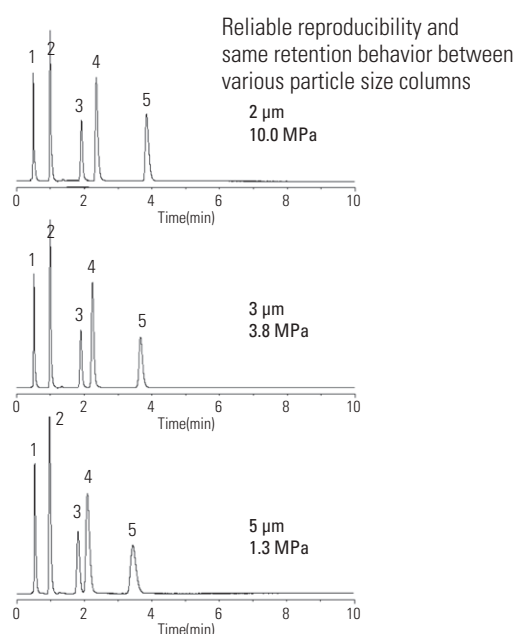 Reliable reproducibility and
same retention behavior between
various particle size columns
1 2 3 4 5
2 µm
10.0 MPa
0 2 4 6 8 10
Time(min)
1 2 3 4 5
3 µm
3.8 MPa
0 2 4 6 8 10
Time(min)
1 2 3 4 5
5 µm
1.3 MPa
0 2 4 6 8 10
Time(min)